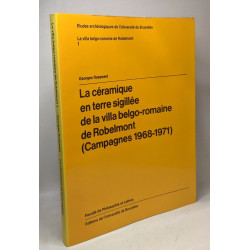 Études archéologiques de l'Université de Bruxelles
La villa belgo-romaine de Robelmont
1
Georges Raepsaet
La céramique
en terre sigillée
de la villa belgo-romaine
de Robelmont
(Campagnes 1968-1971)
Faculté de Philosophie et Lettres
Editions de l'Université de Bruxelles